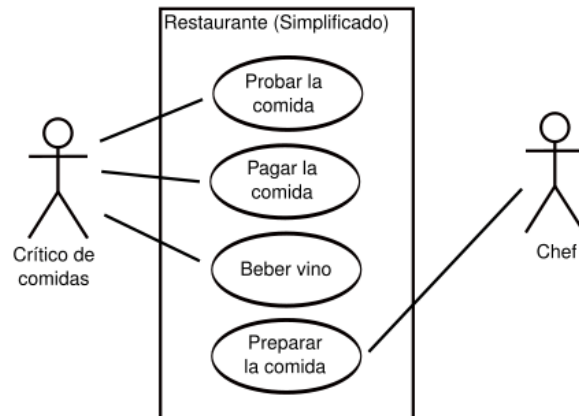 Restaurante (Simplificado)
Probar la
comida
Pagar la
comida
Beber vino
Preparar
la comida
Crítico de
comidas
Chef